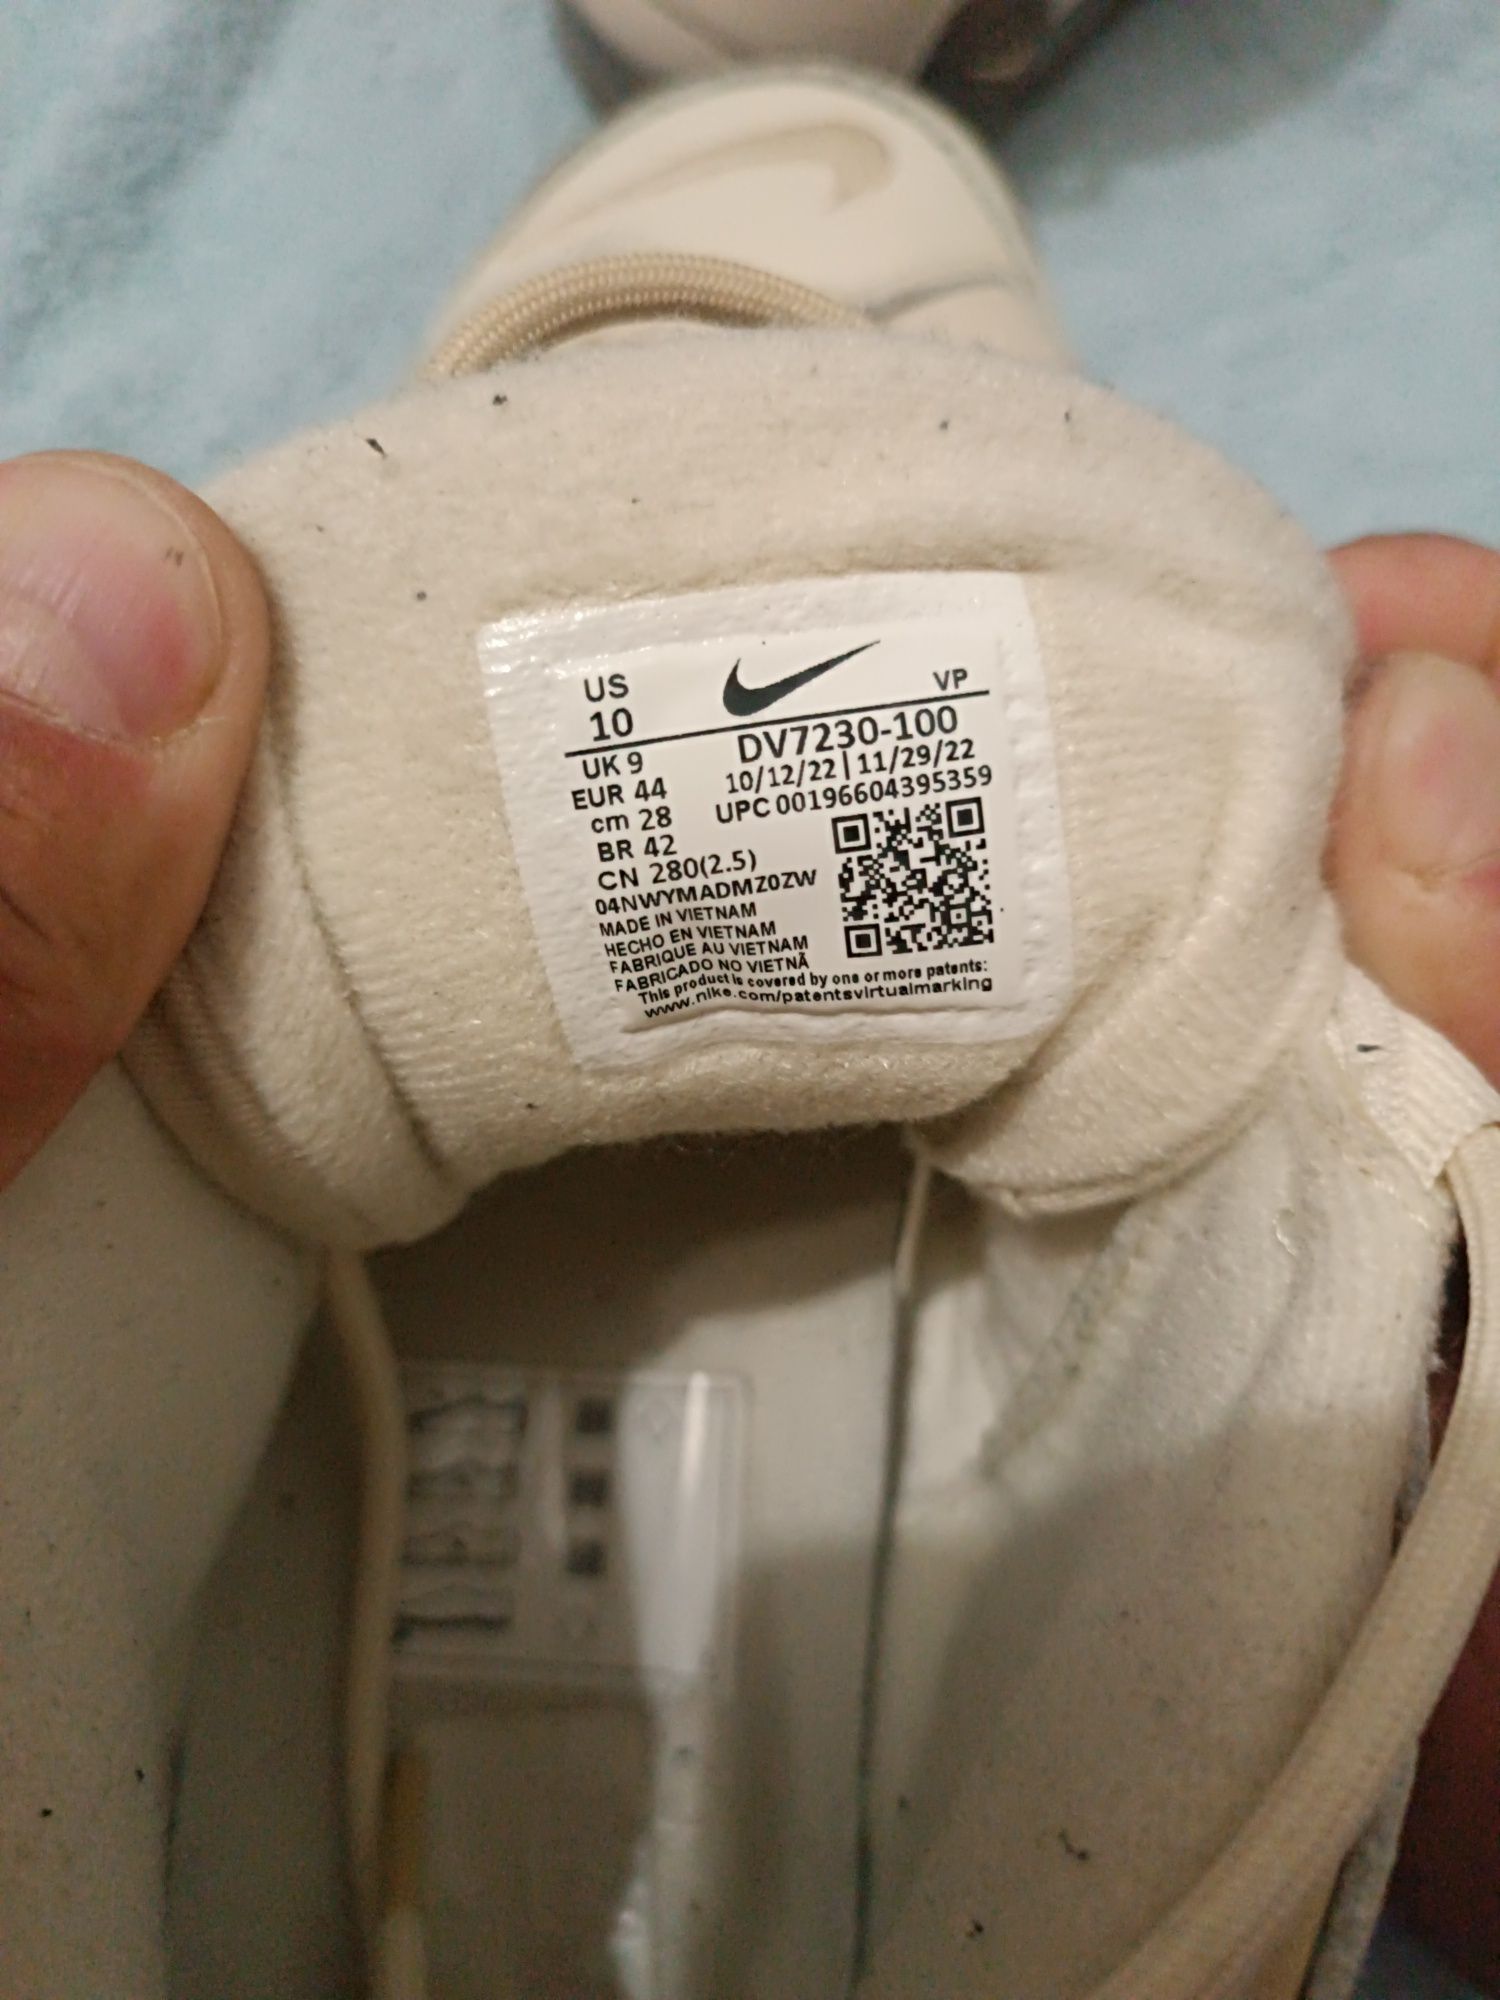 US
10
VP
DV7230-100
UK 9
10/12/22|11/29/22
EUR 44
UPC 00196604395359
cm 28
BR 42
CN 280(2.5)
04NWYMADMZ0ZW
MADE IN VIETNAM
HECHO EN VIETNAM
FABRIQUE AU VIETNAM
FABRICADO NO VIETNÃ
This product is covered by one or more patents:
www.nike.com/patentsvirtualmarking